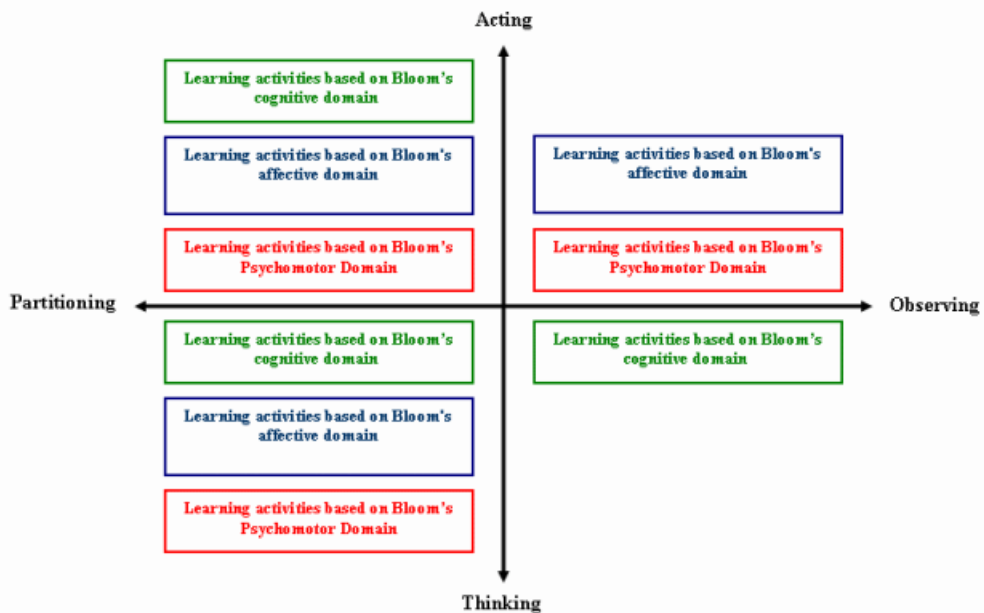 Acting
Learning activities based on Bloom's
cognitive domain
Learning activities based on Bloom's
affective domain
Learning activities based on Bloom's
affective domain
Learning activities based on Bloom's
Psychomotor Domain
Learning activities based on Bloom's
Psychomotor Domain
Partitioning
Observing
Learning activities based on Bloom's
cognitive domain
Learning activities based on Bloom's
cognitive domain
Learning activities based on Bloom's
affective domain
Learning activities based on Bloom's
Psychomotor Domain
Thinking